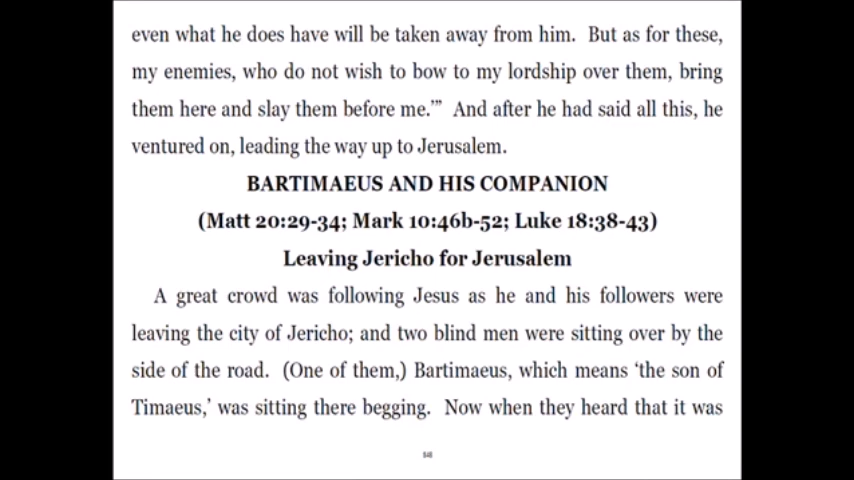 even what he does have will be taken away from him.  But as for these,
my enemies, who do not wish to bow to my lordship over them, bring
them here and slay them before me.’”  And after he had said all this, he
ventured on, leading the way up to Jerusalem.
BARTIMAEUS AND HIS COMPANION
(Matt 20:29-34; Mark 10:46b-52; Luke 18:38-43)
Leaving Jericho for Jerusalem
A great crowd was following Jesus as he and his followers were
leaving the city of Jericho; and two blind men were sitting over by the
side of the road.  (One of them,) Bartimaeus, which means ‘the son of
Timaeus,’ was sitting there begging.  Now when they heard that it was